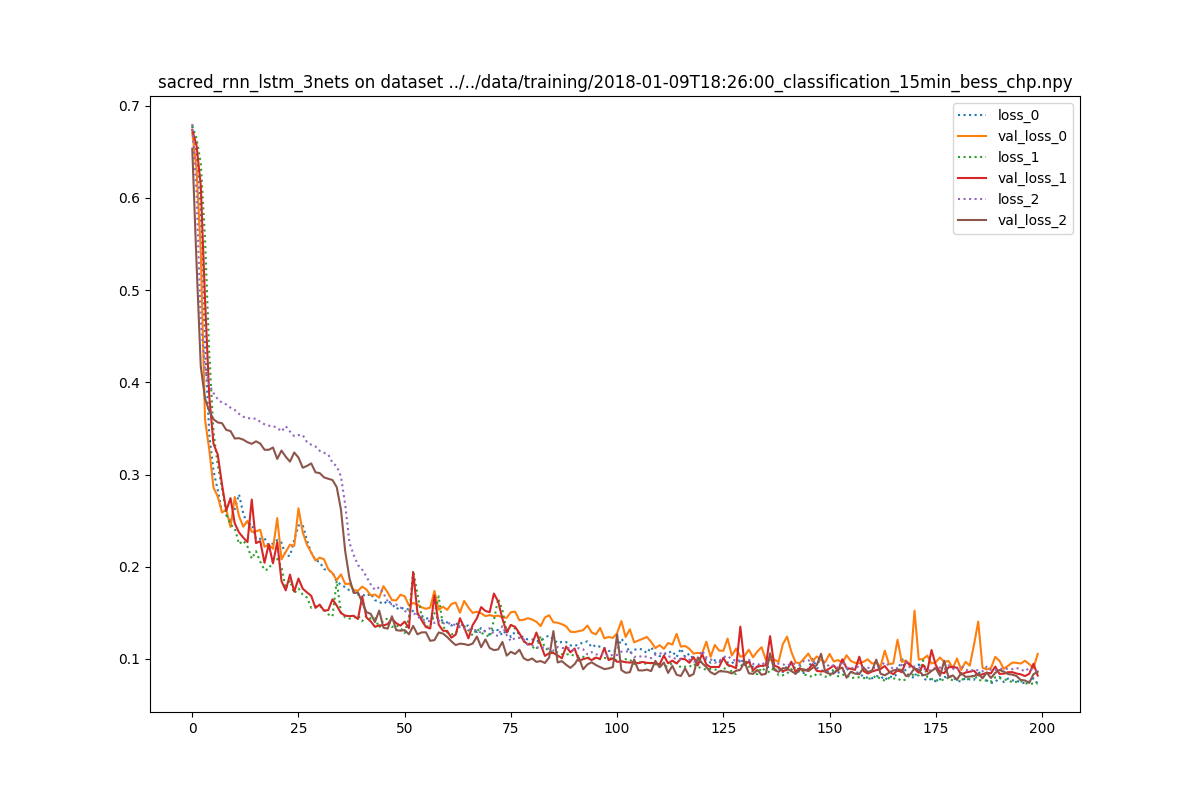 sacred_rnn_lstm_3nets on dataset ../../data/training/2018-01-09T18:26:00_classification_15min_bess_chp.npy
0.7
0.6
0.5
0.4
0.3
0.2
0.1
0 25 50 75 100 125 150 175 200
loss_0
val_loss_0
loss_1
val_loss_1
loss_2
val_loss_2